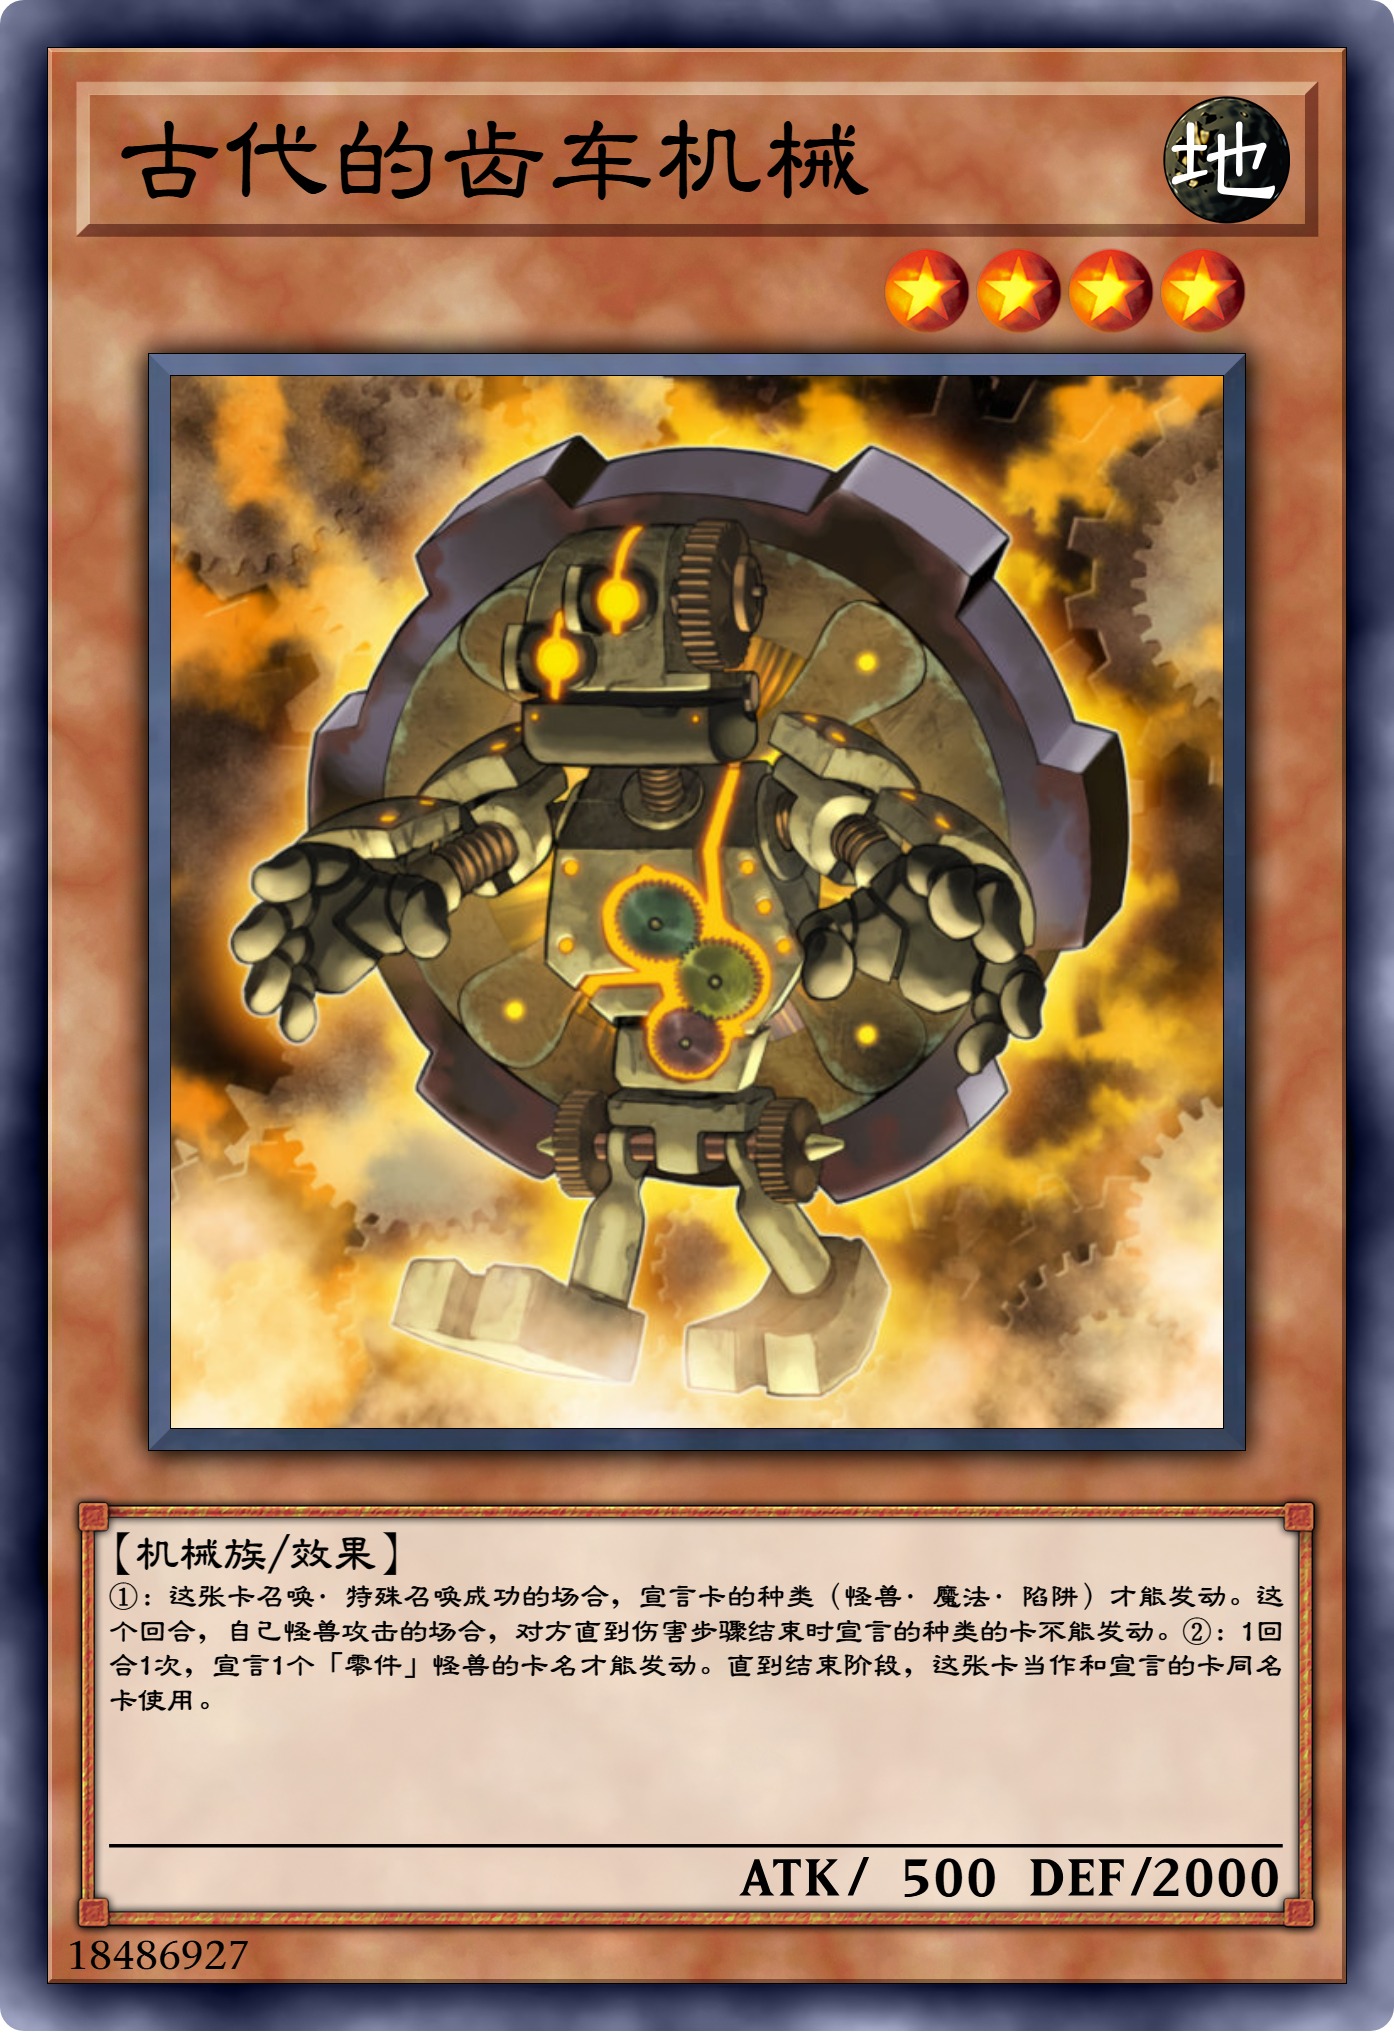 古代的齿车机械
地
【机械族/效果】
①：这张卡召唤·特殊召唤成功的场合，宣言卡的种类（怪兽·魔法·陷阱）才能发动。这
个回合，自己怪兽攻击的场合，对方直到伤害步骤结束时宣言的种类的卡不能发动。②：1回
合1次，宣言1个「零件」怪兽的卡名才能发动。直到结束阶段，这张卡当作和宣言的卡同名
卡使用。
ATK/ 500 DEF/2000
18486927